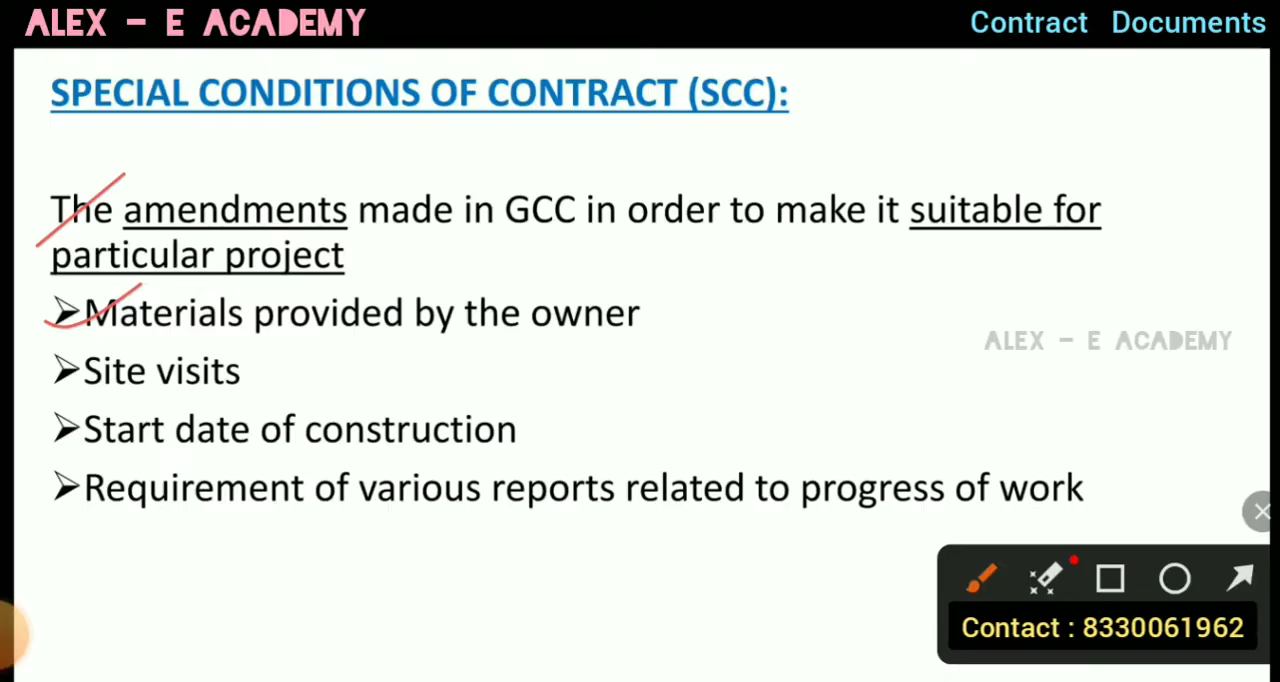 ALEX - E ACADEMY
Contract Documents
SPECIAL CONDITIONS OF CONTRACT (SCC):
The amendments made in GCC in order to make it suitable for
particular project
➢Materials provided by the owner
ALEX - E ACADEMY
➢Site visits
➢Start date of construction
➢Requirement of various reports related to progress of work
Contact : 8330061962